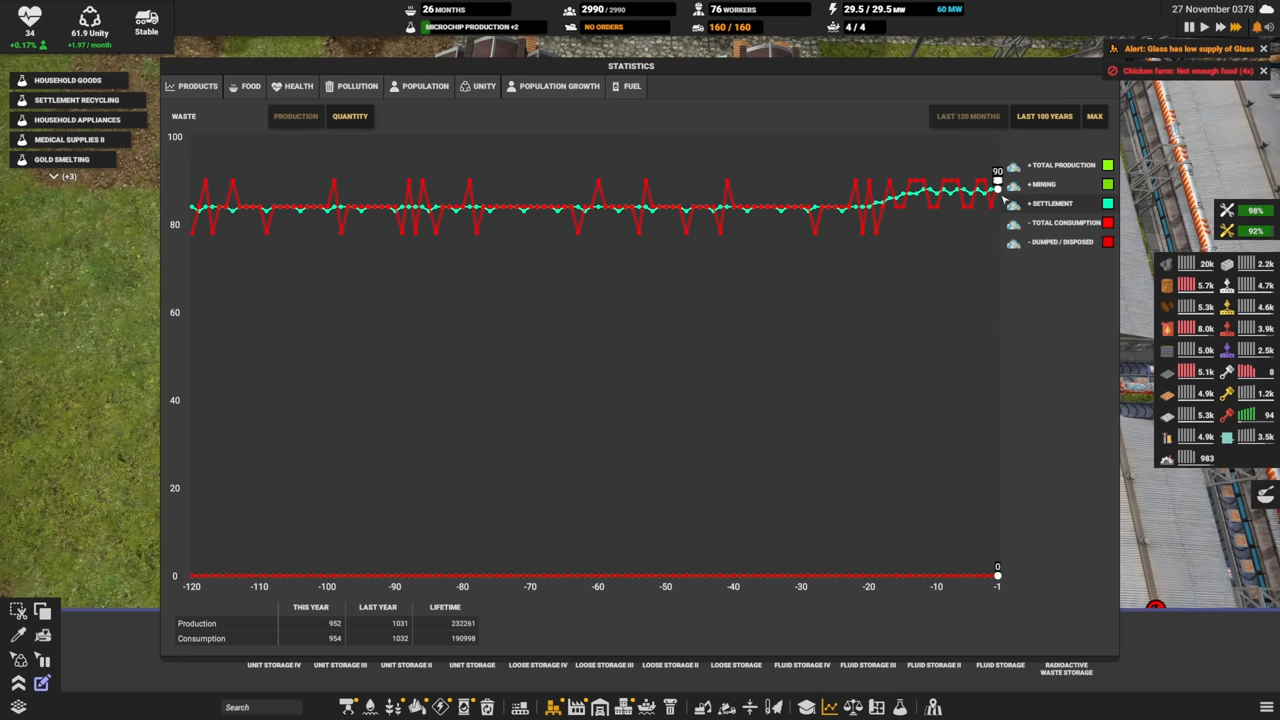 34
+0.17%
61.9 Unity
+1.97 / month
Stable
26 MONTHS
MICROCHIP PRODUCTION +2
2990 / 2990
NO ORDERS
76 WORKERS
160 / 160
29.5 / 29.5 MW
60 MW
4 / 4
27 November 0378
Alert: Glass has low supply of Glass
Chicken farm: Not enough food (4x)
HOUSEHOLD GOODS
SETTLEMENT RECYCLING
HOUSEHOLD APPLIANCES
MEDICAL SUPPLIES II
GOLD SMELTING
(+3)
STATISTICS
PRODUCTS
FOOD
HEALTH
POLLUTION
POPULATION
UNITY
POPULATION GROWTH
FUEL
WASTE
PRODUCTION
QUANTITY
LAST 120 MONTHS
LAST 100 YEARS
MAX
100
80
60
40
20
0
90
0
-120
-110
-100
-90
-80
-70
-60
-50
-40
-30
-20
-10
-1
+ TOTAL PRODUCTION
+ MINING
+ SETTLEMENT
- TOTAL CONSUMPTION
- DUMPED / DISPOSED
THIS YEAR LAST YEAR LIFETIME
Production 952 1031 232261
Consumption 954 1032 190998
98%
92%
20k 2.2k
5.7k 4.7k
5.3k 4.6k
8.0k 3.9k
5.0k 2.5k
5.1k 8
4.9k 1.2k
5.3k 94
4.9k 3.5k
983
UNIT STORAGE IV
UNIT STORAGE III
UNIT STORAGE II
UNIT STORAGE
LOOSE STORAGE IV
LOOSE STORAGE III
LOOSE STORAGE II
LOOSE STORAGE
FLUID STORAGE IV
FLUID STORAGE III
FLUID STORAGE II
FLUID STORAGE
RADIOACTIVE
WASTE STORAGE
Search